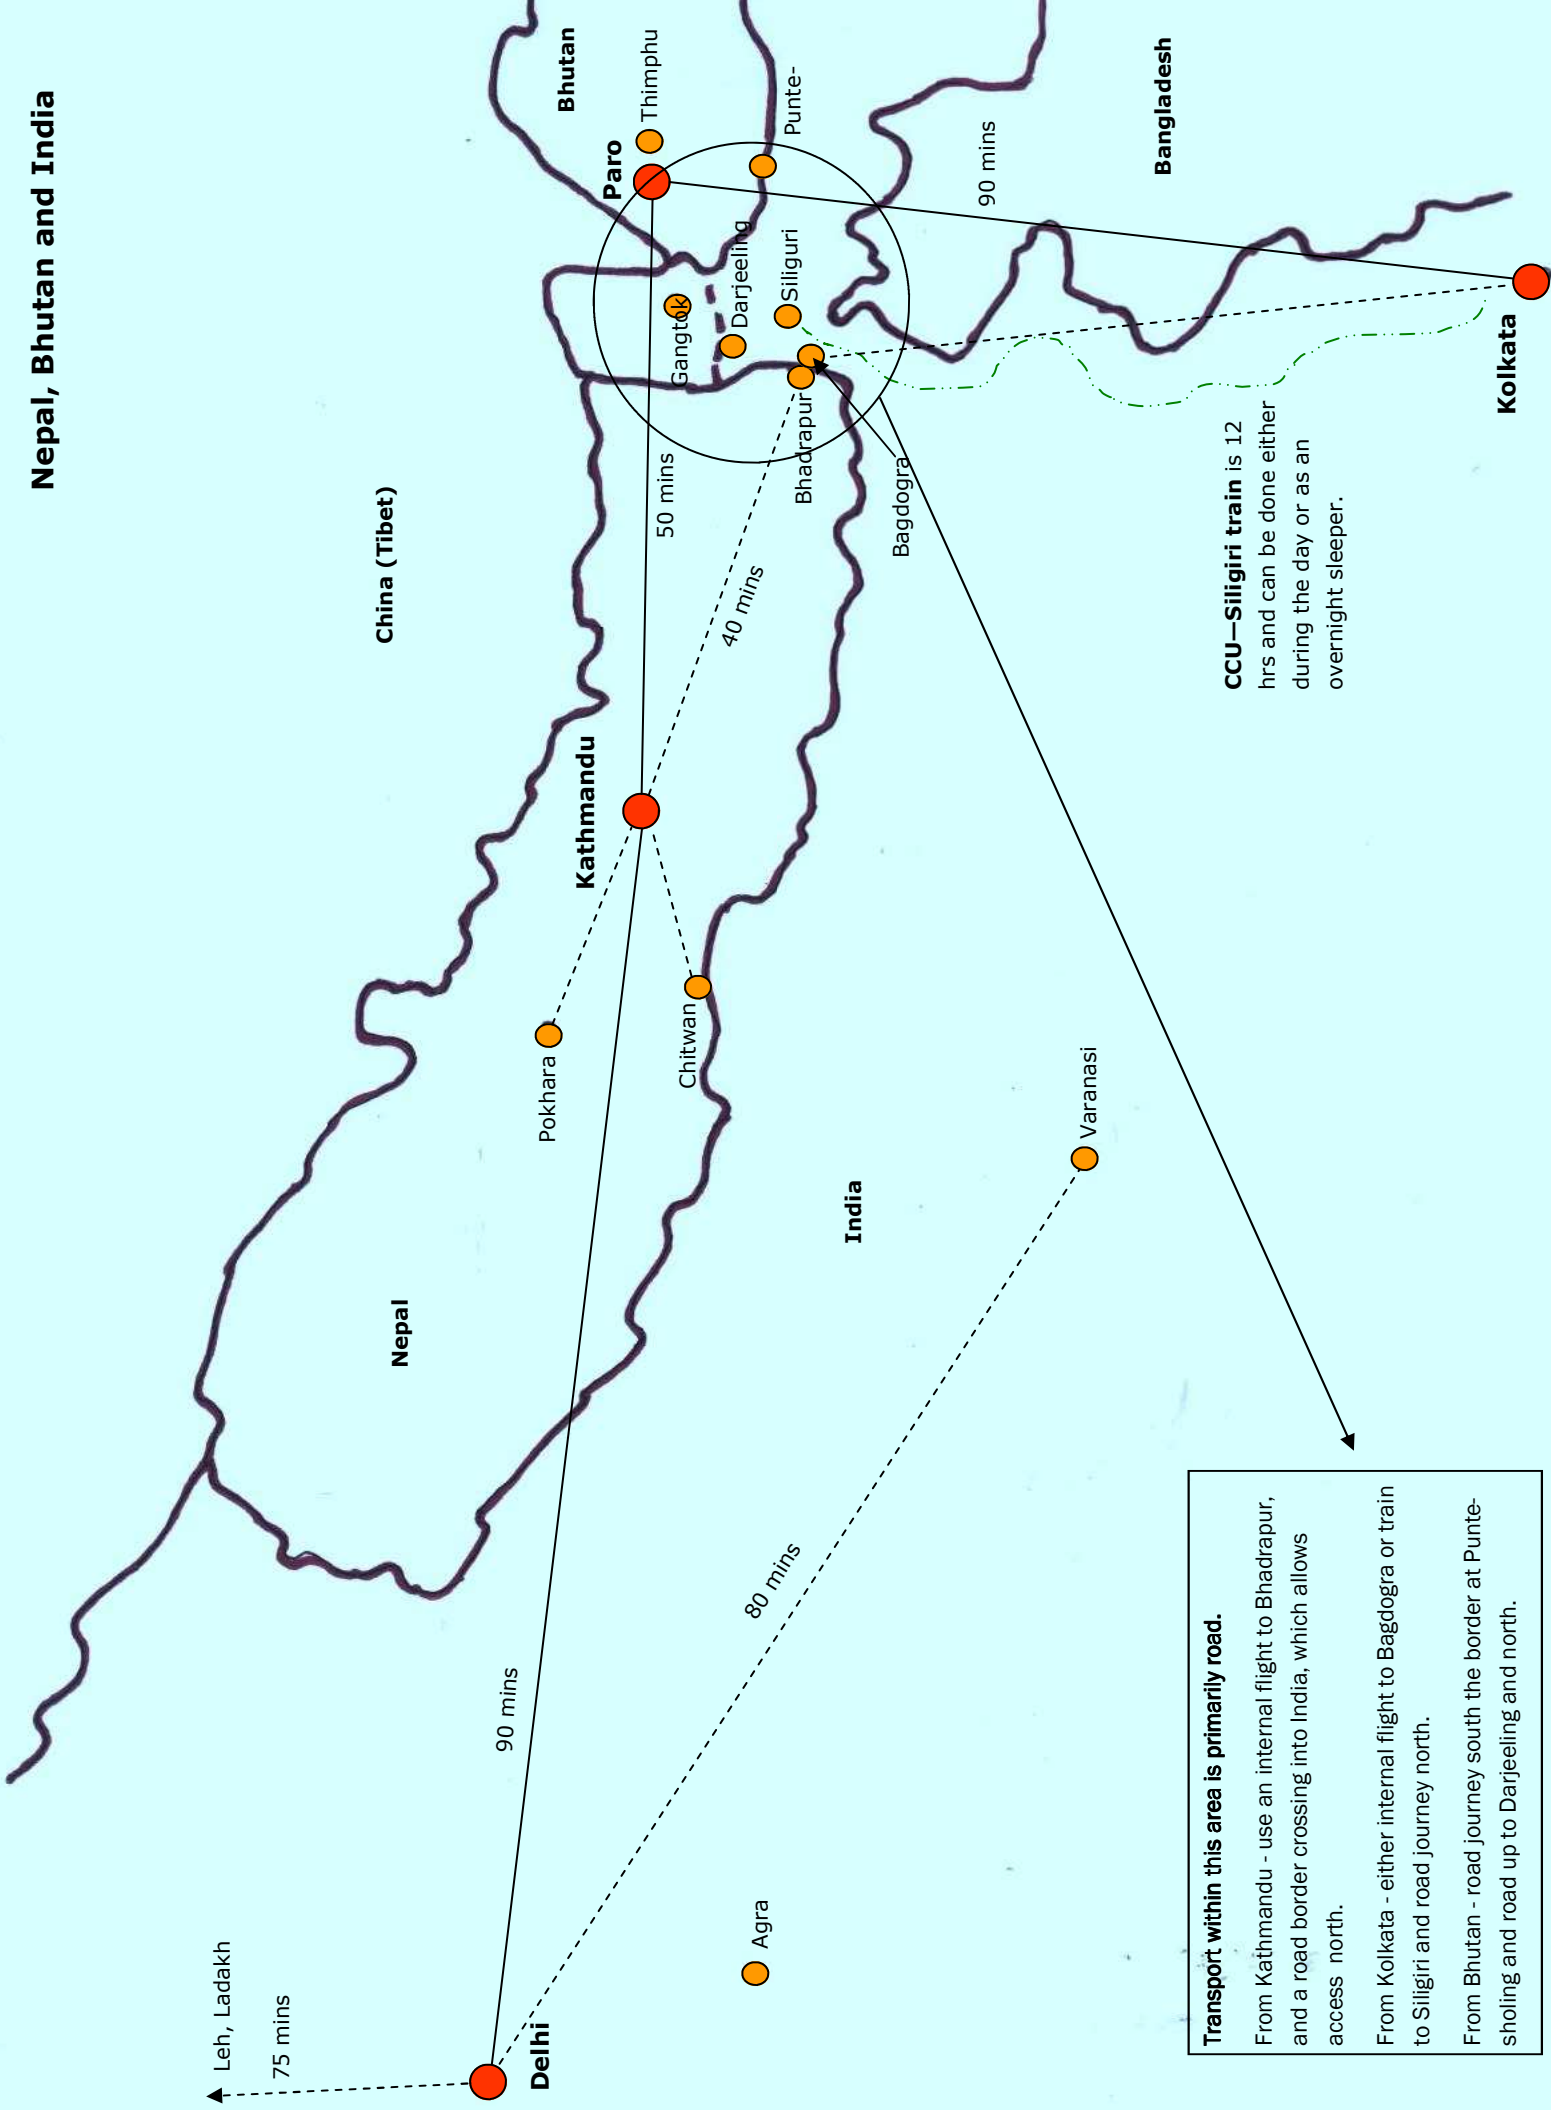 Nepal, Bhutan and India
Leh, Ladakh
75 mins
Delhi
90 mins
Agra
80 mins
Nepal
China (Tibet)
Pokhara
Chitwan
Kathmandu
India
Varanasi
50 mins
40 mins
Bhutan
Paro
Thimphu
Punte-
Gangtok
Darjeeling
Siliguri
Bhadrapur
Bagdogra
90 mins
Bangladesh
Kolkata
CCU—Siligiri train is 12
hrs and can be done either
during the day or as an
overnight sleeper.
Transport within this area is primarily road.
From Kathmandu - use an internal flight to Bhadrapur,
and a road border crossing into India, which allows
access north.
From Kolkata - either internal flight to Bagdogra or train
to Siligiri and road journey north.
From Bhutan - road journey south the border at Punte-
sholing and road up to Darjeeling and north.